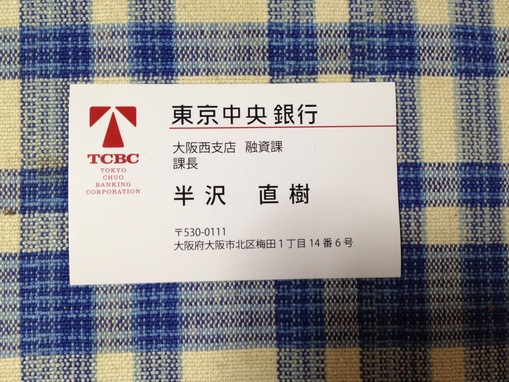 東京中央銀行
TCBC
TOKYO
CHUO
BANKING
CORPORATION
大阪西支店 融資課
課長
半沢 直樹
〒530-0111
大阪府大阪市北区梅田1丁目14番6号